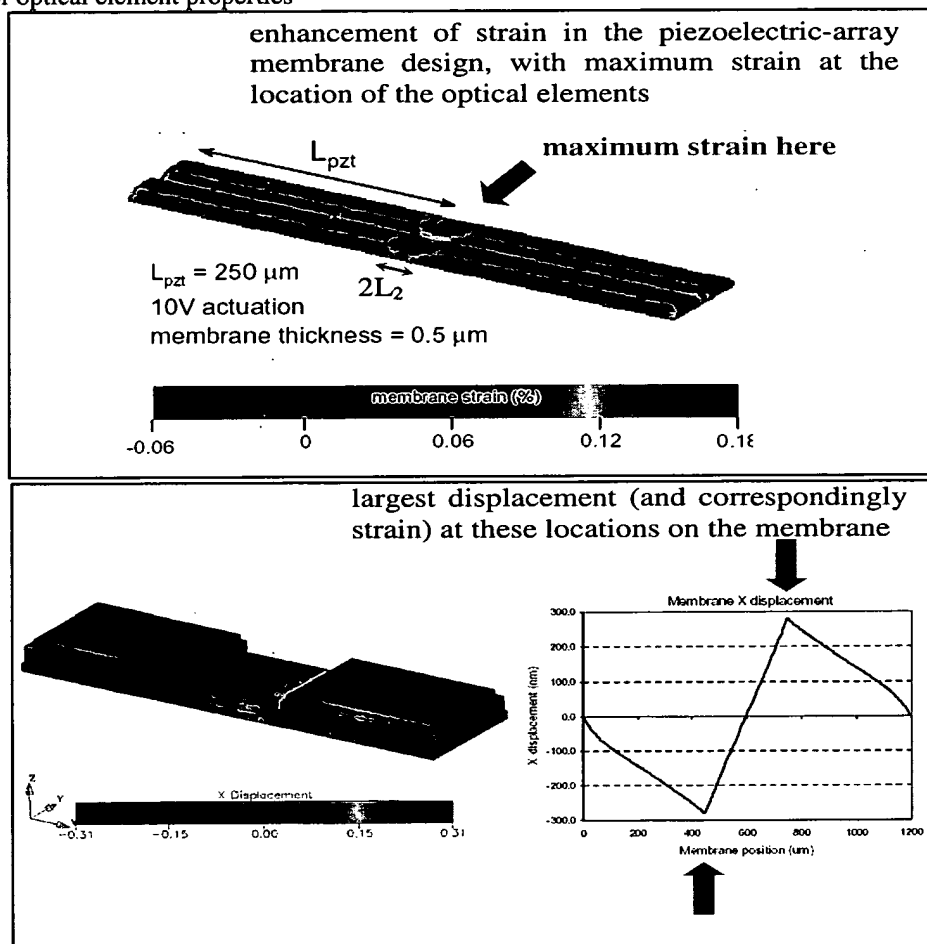 optical element properties
enhancement of strain in the piezoelectric-array
membrane design, with maximum strain at the
location of the optical elements
maximum strain here
Lpzt
Lpzt = 250 µm
10V actuation
membrane thickness = 0.5 µm
2L2
membrane strain (%)
-0.06 0 0.06 0.12 0.18
largest displacement (and correspondingly
strain) at these locations on the membrane
Membrane X displacement
X displacement (nm)
300.0
200.0
100.0
0.0
-100.0
-200.0
-300.0
0 200 400 600 800 1000 1200
Membrane position (um)
Z
Y
X Displacement
-0.31 -0.15 0.00 0.15 0.31